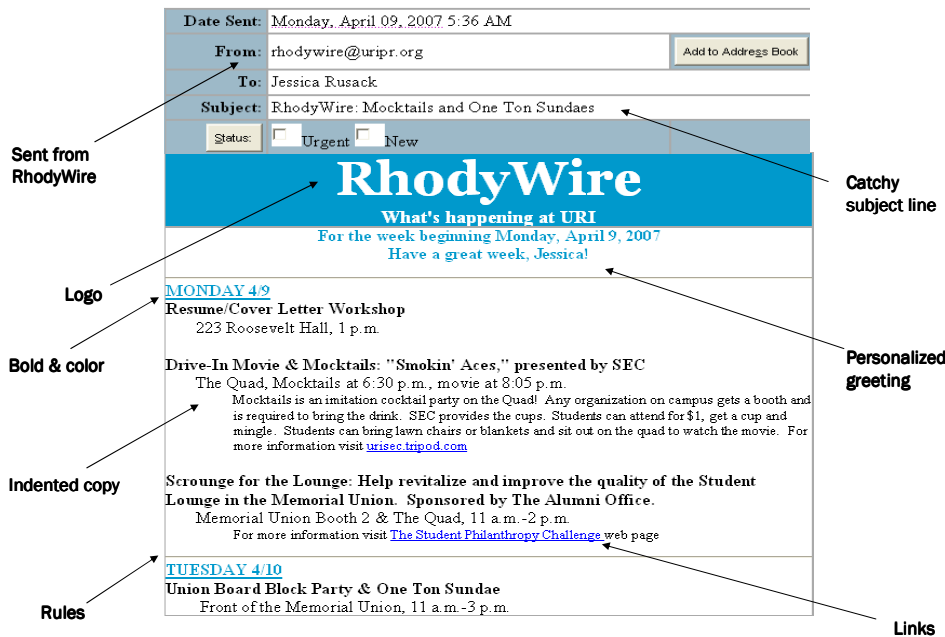 Date Sent: Monday, April 09, 2007 5:36 AM
From: rhodywire@uripr.org Add to Address Book
To: Jessica Rusack
Subject: RhodyWire: Mocktails and One Ton Sundaes
Status: Urgent New
Sent from
RhodyWire
RhodyWire
What's happening at URI
Catchy
subject line
For the week beginning Monday, April 9, 2007
Have a great week, Jessica!
Logo
MONDAY 4/9
Resume/Cover Letter Workshop
223 Roosevelt Hall, 1 p.m.
Bold & color
Personalized
greeting
Drive-In Movie & Mocktails: "Smokin' Aces," presented by SEC
The Quad, Mocktails at 6:30 p.m., movie at 8:05 p.m.
Mocktails is an imitation cocktail party on the Quad! Any organization on campus gets a booth and
is required to bring the drink. SEC provides the cups. Students can attend for $1, get a cup and
mingle. Students can bring lawn chairs or blankets and sit out on the quad to watch the movie. For
more information visit urisec.tripod.com
Indented copy
Scrounge for the Lounge: Help revitalize and improve the quality of the Student
Lounge in the Memorial Union. Sponsored by The Alumni Office.
Memorial Union Booth 2 & The Quad, 11 a.m.-2 p.m.
For more information visit The Student Philanthropy Challenge web page
TUESDAY 4/10
Union Board Block Party & One Ton Sundae
Front of the Memorial Union, 11 a.m.-3 p.m.
Rules
Links